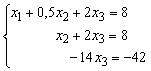 x₁ + 0,5x₂ + 2x₃ = 8
x₂ + 2x₃ = 8
−14x₃ = −42